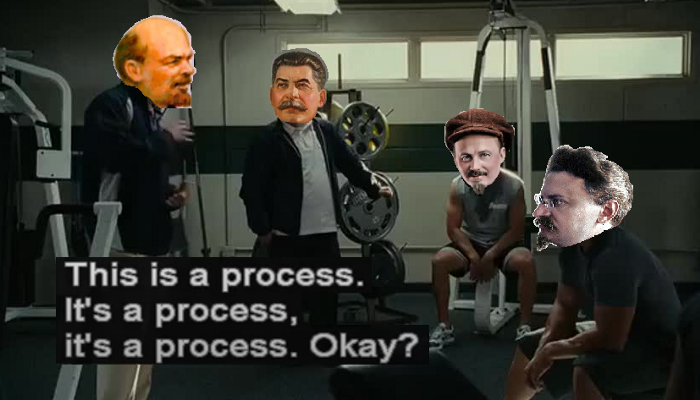 This is a process.
It's a process,
it's a process. Okay?